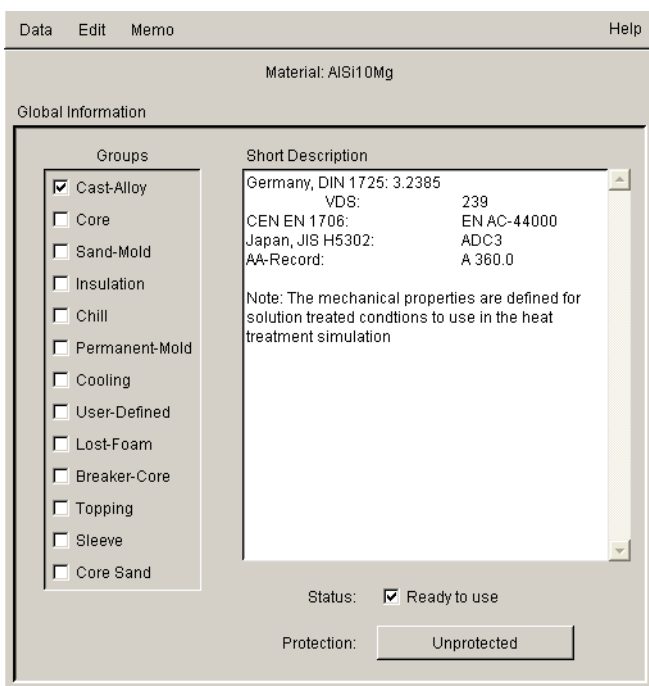 Data Edit Memo Help
Material: AlSi10Mg
Global Information
Groups
Cast-Alloy
Core
Sand-Mold
Insulation
Chill
Permanent-Mold
Cooling
User-Defined
Lost-Foam
Breaker-Core
Topping
Sleeve
Core Sand
Short Description
Germany, DIN 1725: 3.2385
VDS: 239
CEN EN 1706: EN AC-44000
Japan, JIS H5302: ADC3
AA-Record: A 360.0
Note: The mechanical properties are defined for
solution treated condtions to use in the heat
treatment simulation
Status: Ready to use
Protection: Unprotected